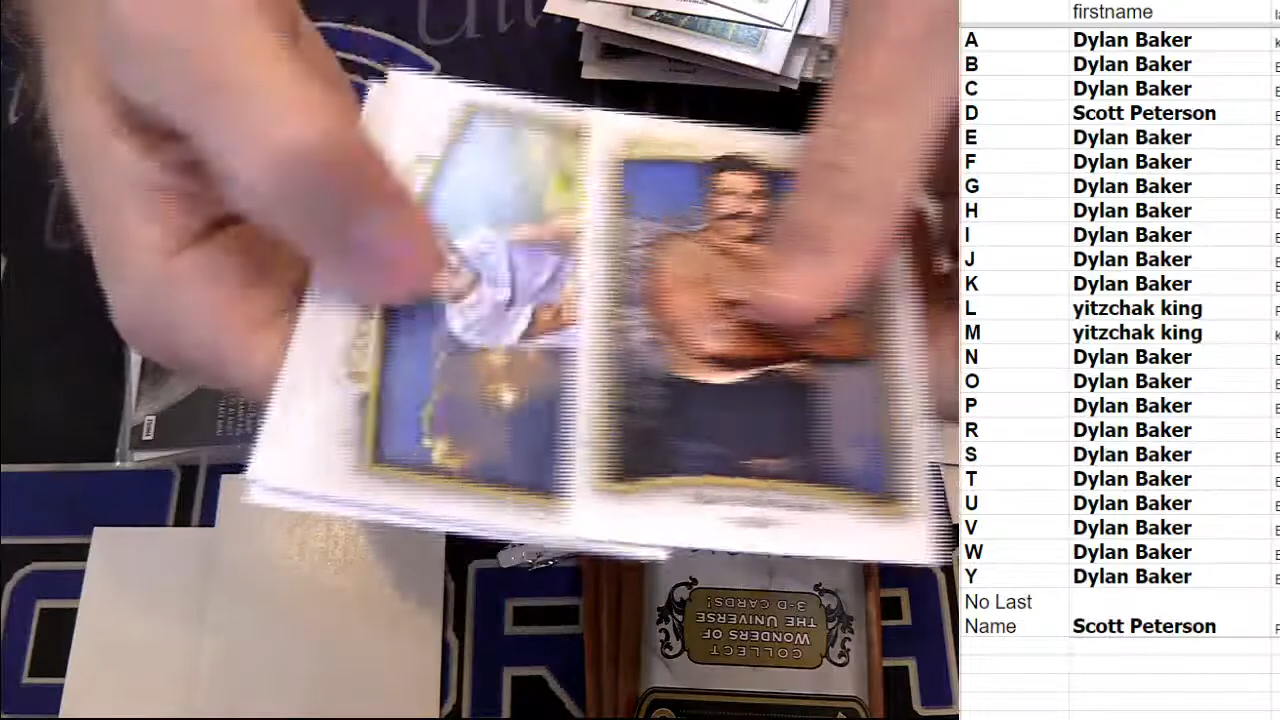 firstname
A Dylan Baker
B Dylan Baker
C Dylan Baker
D Scott Peterson
E Dylan Baker
F Dylan Baker
G Dylan Baker
H Dylan Baker
I Dylan Baker
J Dylan Baker
K Dylan Baker
L yitzchak king
M yitzchak king
N Dylan Baker
O Dylan Baker
P Dylan Baker
R Dylan Baker
S Dylan Baker
T Dylan Baker
U Dylan Baker
V Dylan Baker
W Dylan Baker
Y Dylan Baker
No Last
Name Scott Peterson
COLLECT
WONDERS OF
THE UNIVERSE
3-D CARDS!